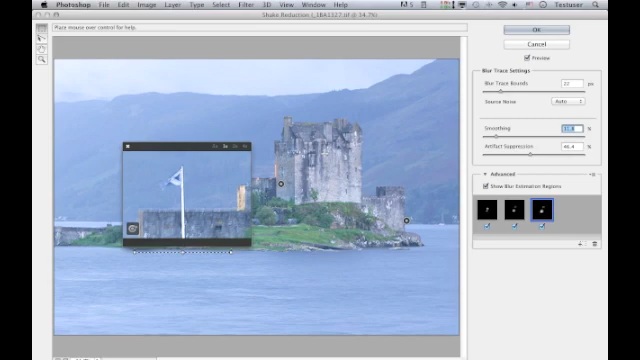 Photoshop File Edit Image Layer Type Select Filter 3D View Window Help Textuser
Shake Reduction
Place mouse over control for help.
OK
Cancel
Preview
Blur Trace Settings
Blur Trace Bounds 22 px
Source Noise Auto
Smoothing %
Artifact Suppression 46.4 %
Advanced
Show Blur Estimation Regions